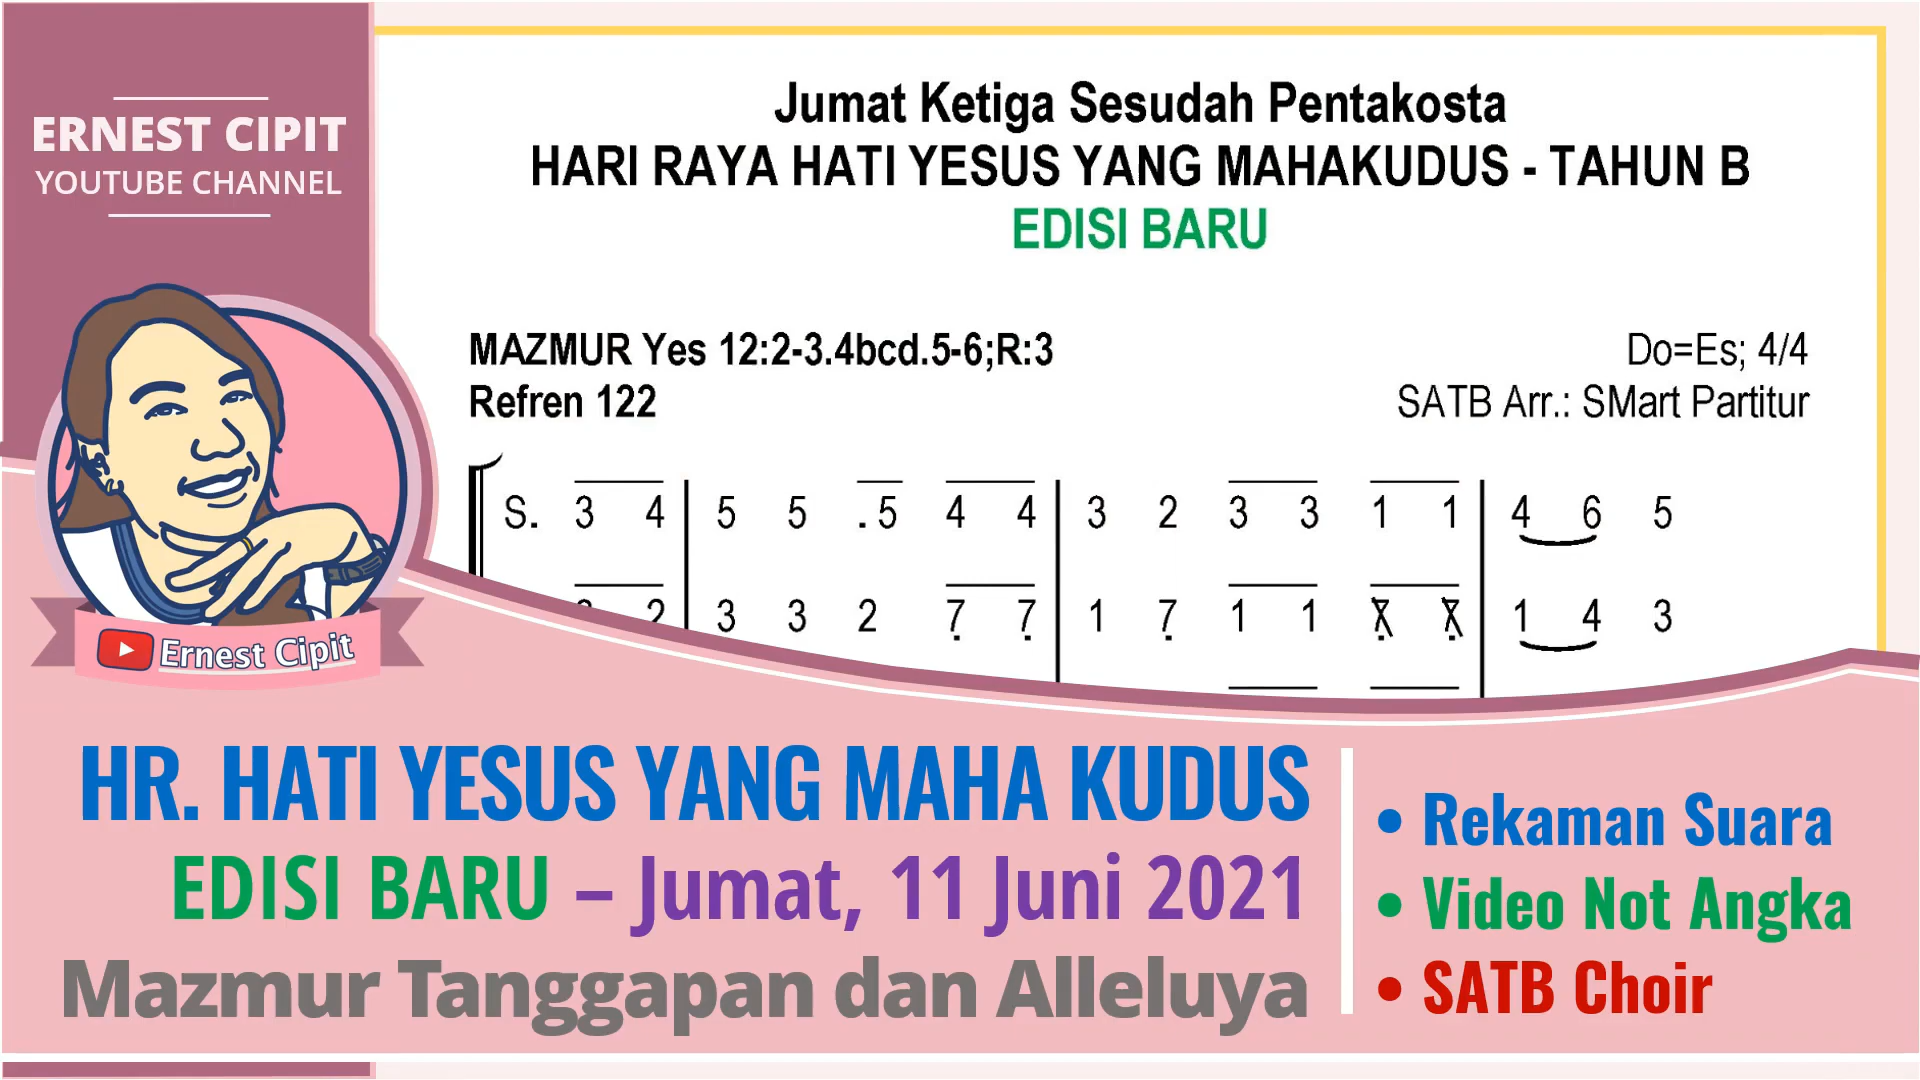 ERNEST CIPIT
YOUTUBE CHANNEL
Jumat Ketiga Sesudah Pentakosta
HARI RAYA HATI YESUS YANG MAHAKUDUS - TAHUN B
EDISI BARU
MAZMUR Yes 12:2-3.4bcd.5-6;R:3
Do=Es; 4/4
Refren 122
SATB Arr.: SMart Partitur
S. 3 4 | 5 5 .5 4 4 | 3 2 3 3 1 1 | 4 6 5
2 | 3 3 2 7 7 | 1 7 1 1 7 7 | 1 4 3
Ernest Cipit
HR. HATI YESUS YANG MAHA KUDUS
EDISI BARU – Jumat, 11 Juni 2021
Mazmur Tanggapan dan Alleluya
• Rekaman Suara
• Video Not Angka
• SATB Choir